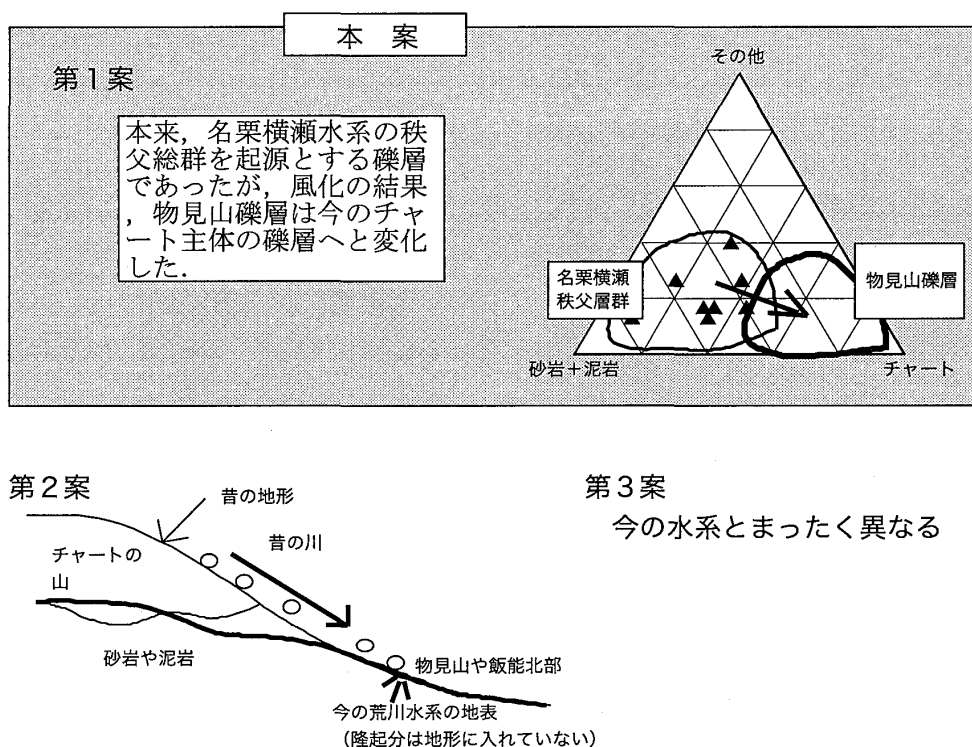 本 案
第1案
本来，名栗横瀬水系の秩
父総群を起源とする礫層
であったが，風化の結果
，物見山礫層は今のチャ
ート主体の礫層へと変化
した．
その他
名栗横瀬
秩父層群
物見山礫層
砂岩＋泥岩
チャート
第2案
昔の地形
昔の川
チャートの
山
砂岩や泥岩
物見山や飯能北部
今の荒川水系の地表
（隆起分は地形に入れていない）
第3案
今の水系とまったく異なる